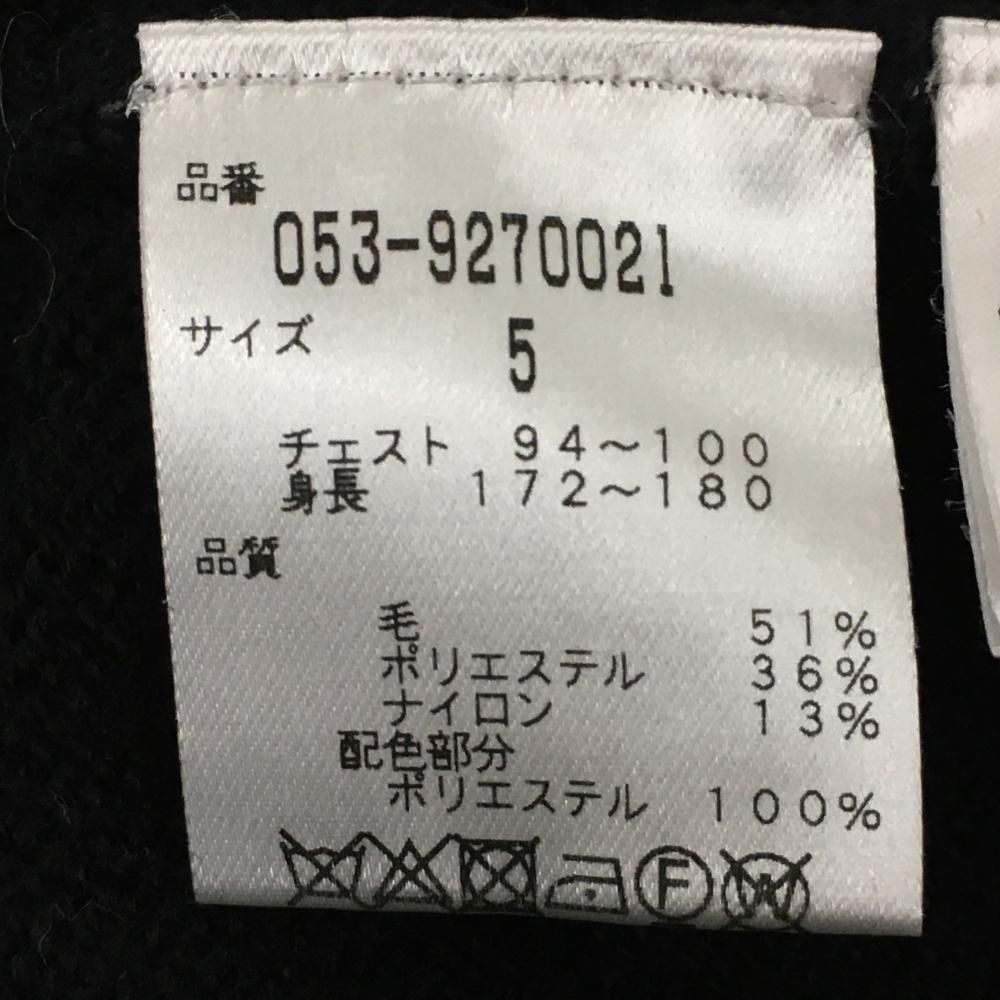 品番
053-9270021
サイズ 5
チェスト 94～100
身長 172～180
品質
毛 51%
ポリエステル 36%
ナイロン 13%
配色部分
ポリエステル 100%
F W